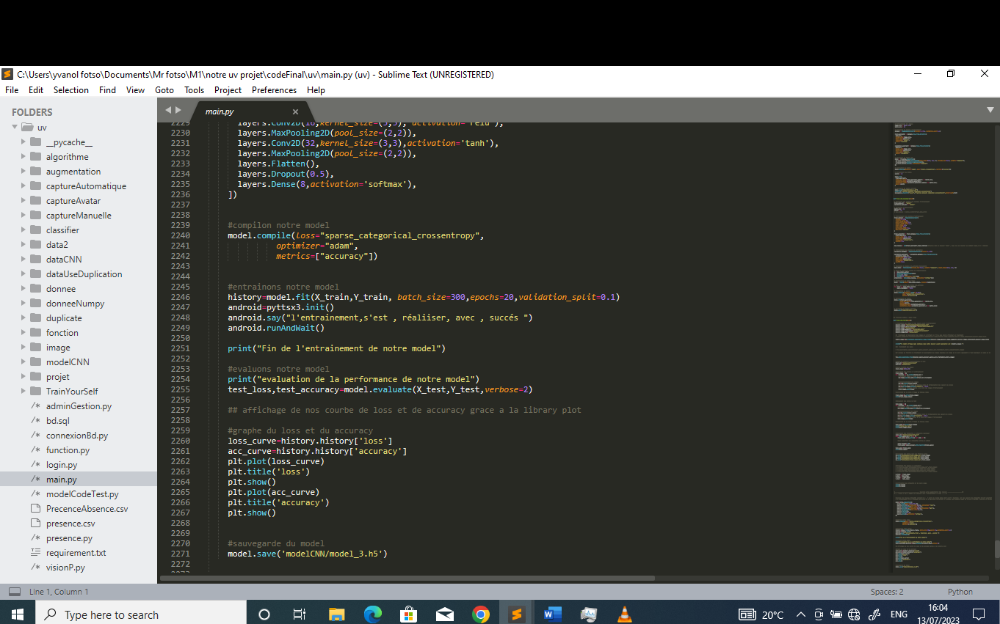 C:\Users\yvanol fotso\Documents\Mr fotso\M1\notre uv projet\codeFinal\uv\main.py (uv) - Sublime Text (UNREGISTERED)
File Edit Selection Find View Goto Tools Project Preferences Help
FOLDERS
uv
__pycache__
algorithme
augmentation
captureAutomatique
captureAvatar
captureManuelle
classifier
data2
dataCNN
dataUseDuplication
donnee
donneeNumpy
duplicate
fonction
image
modelCNN
projet
TrainYourSelf
/* adminGestion.py
/* bd.sql
/* connexionBd.py
/* function.py
/* login.py
/* main.py
/* modelCodeTest.py
PrecenceAbsence.csv
presence.csv
/* presence.py
requirement.txt
/* visionP.py
main.py
2229 layers.Conv2D(16,kernel_size=(3,3), activation='relu'),
2230 layers.MaxPooling2D(pool_size=(2,2)),
2231 layers.Conv2D(32,kernel_size=(3,3),activation='tanh'),
2232 layers.MaxPooling2D(pool_size=(2,2)),
2233 layers.Flatten(),
2234 layers.Dropout(0.5),
2235 layers.Dense(8,activation='softmax'),
2236 ])
2237
2238
2239 #compilon notre model
2240 model.compile(loss="sparse_categorical_crossentropy",
2241 optimizer="adam",
2242 metrics=["accuracy"])
2243
2244
2245 #entrainons notre model
2246 history=model.fit(X_train,Y_train, batch_size=300,epochs=20,validation_split=0.1)
2247 android=pyttsx3.init()
2248 android.say("l'entrainement,s'est , réaliiser, avec , succés ")
2249 android.runAndWait()
2250
2251 print("Fin de l'entrainement de notre model")
2252
2253 #evaluons notre model
2254 print("evaluation de la performance de notre model")
2255 test_loss,test_accuracy=model.evaluate(X_test,Y_test,verbose=2)
2256
2257 ## affichage de nos courbe de loss et de accuracy grace a la library plot
2258
2259 #graphe du loss et du accuracy
2260 loss_curve=history.history['loss']
2261 acc_curve=history.history['accuracy']
2262 plt.plot(loss_curve)
2263 plt.title('loss')
2264 plt.show()
2265 plt.plot(acc_curve)
2266 plt.title('accuracy')
2267 plt.show()
2268
2269
2270 #sauvegarde du model
2271 model.save('modelCNN/model_3.h5')
2272
Line 1, Column 1
Spaces: 2 Python
Type here to search
20°C ENG 16:04
13/07/2023